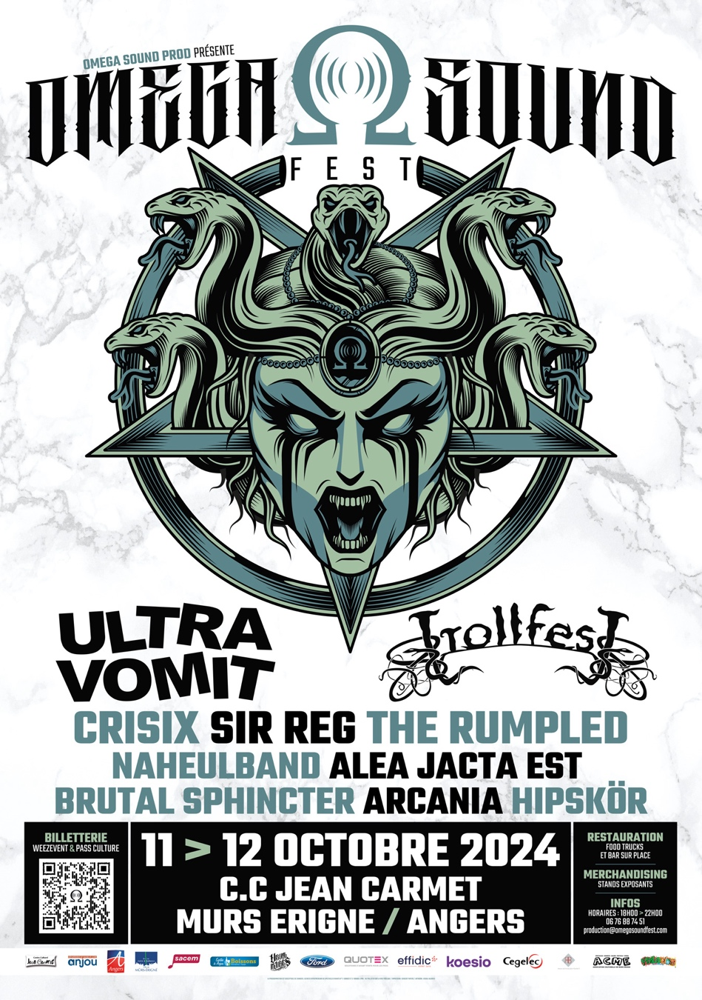 OMEGA SOUND PROD PRÉSENTE
OMEGA SOUND
FEST
ULTRA
VOMIT
Trollfest
CRISIX SIR REG THE RUMPLED
NAHEULBAND ALEA JACTA EST
BRUTAL SPHINCTER ARCANIA HIPSKÖR
BILLETTERIE
WEEZEVENT & PASS CULTURE
11 > 12 OCTOBRE 2024
C.C JEAN CARMET
MURS ERIGNE / ANGERS
RESTAURATION
FOOD TRUCKS
ET BAR SUR PLACE
MERCHANDISING
STANDS EXPOSANTS
INFOS
HORAIRES : 18H00 > 22H00
06 76 88 74 51
production@omegasoundfest.com
Jean Carmet
anjou
Angers
MÛRS-ÉRIGNÉ
sacem
Boissons
Ford
QUOTEX
effidic
koesio
Cegelec
ACME